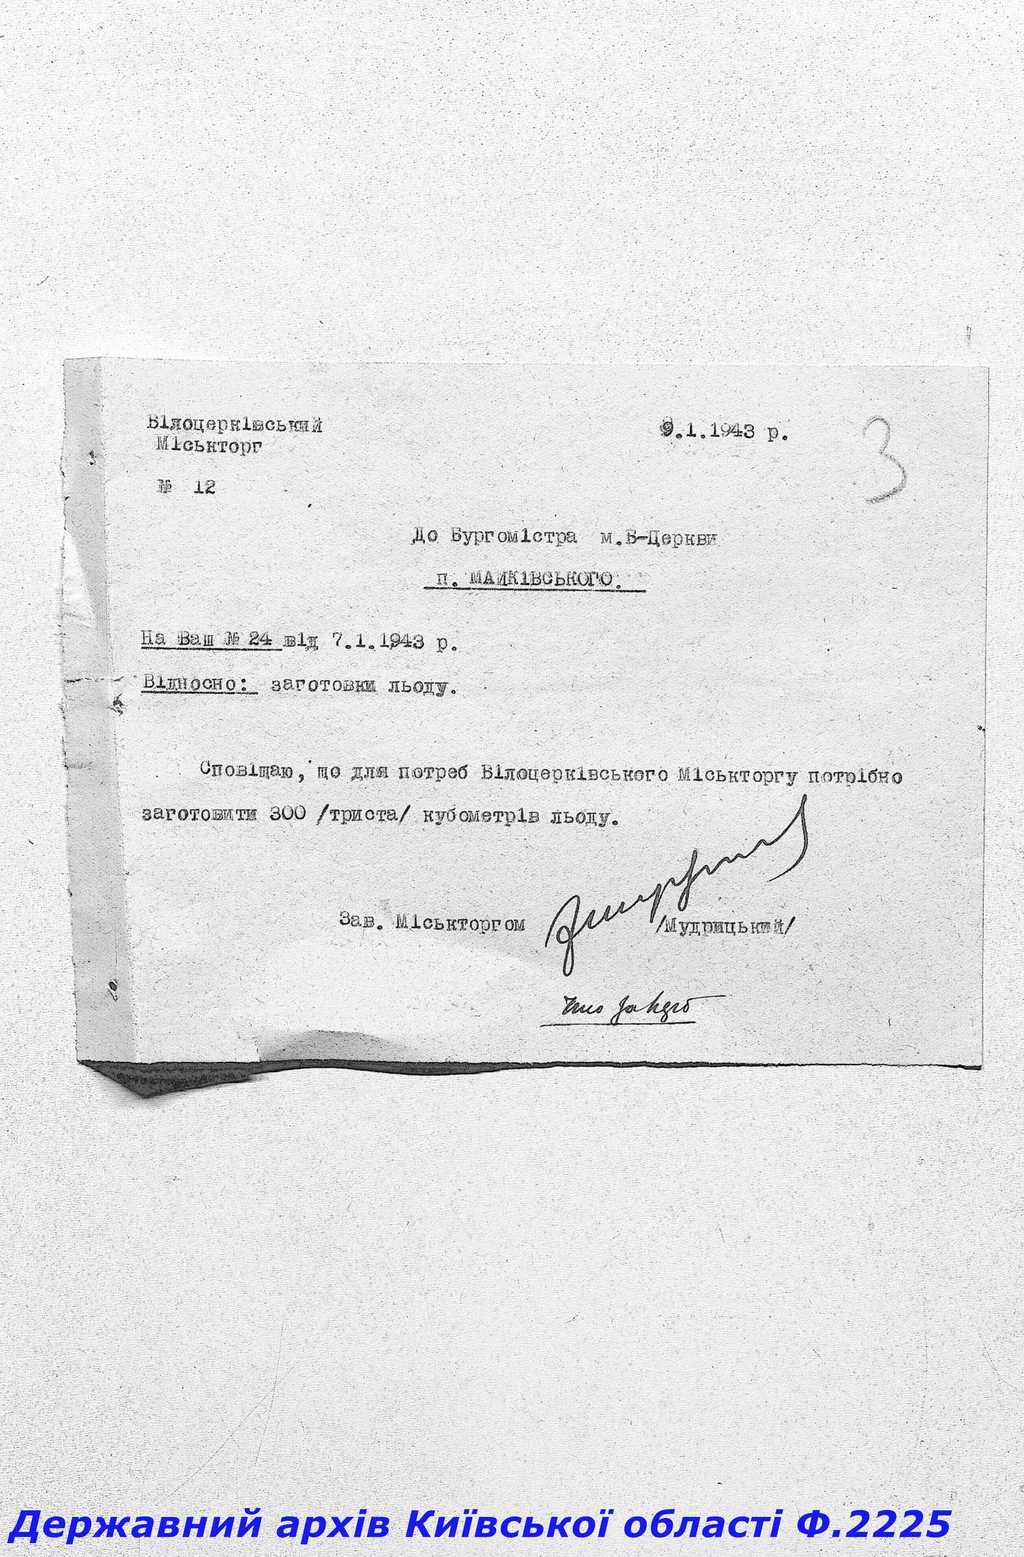 Білоцерківський
Міськторг
9.1.1943 р.
3
№ 12
До Бургомістра м.Б-Церкви
п. МАЙКІВСЬКОГО.
На Ваш № 24 від 7.1.1943 р.
Відносно: заготовки льоду.
Сповіщаю, що для потреб Білоцерківського Міськторгу потрібно
заготовити 300 /триста/ кубометрів льоду.
Зав. Міськторгом /Мудрицький/
Державний архів Київської області Ф.2225